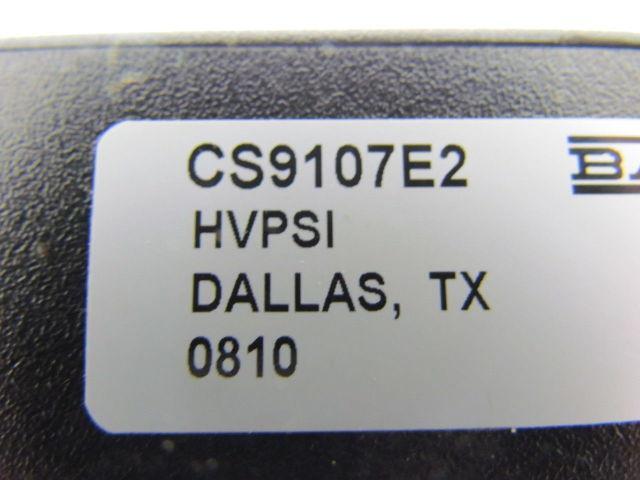 CS9107E2
HVPSI
DALLAS, TX
0810